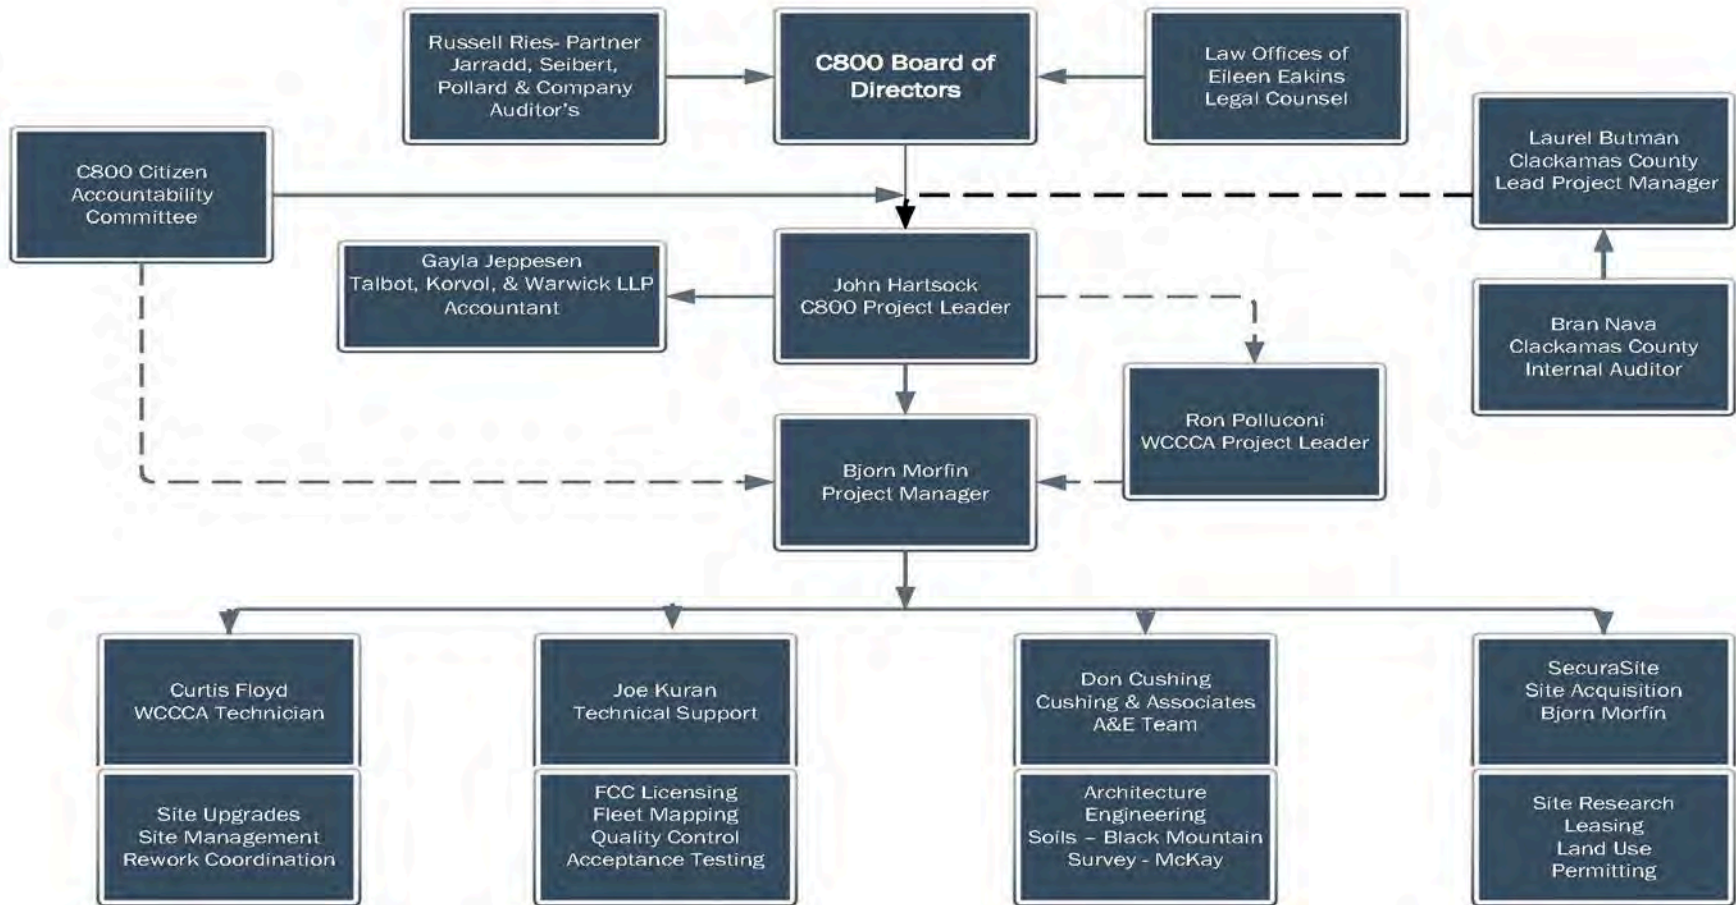 Russell Ries- Partner
Jarradd, Seibert,
Pollard & Company
Auditor's
C800 Board of
Directors
Law Offices of
Eileen Eakins
Legal Counsel
Laurel Butman
Clackamas County
Lead Project Manager
C800 Citizen
Accountability
Committee
Gayla Jeppesen
Talbot, Korvol, & Warwick LLP
Accountant
John Hartsock
C800 Project Leader
Bran Nava
Clackamas County
Internal Auditor
Ron Polluconi
WCCCA Project Leader
Bjorn Morfin
Project Manager
Curtis Floyd
WCCCA Technician
Site Upgrades
Site Management
Rework Coordination
Joe Kuran
Technical Support
FCC Licensing
Fleet Mapping
Quality Control
Acceptance Testing
Don Cushing
Cushing & Associates
A&E Team
Architecture
Engineering
Soils – Black Mountain
Survey - McKay
SecuraSite
Site Acquisition
Bjorn Morfin
Site Research
Leasing
Land Use
Permitting